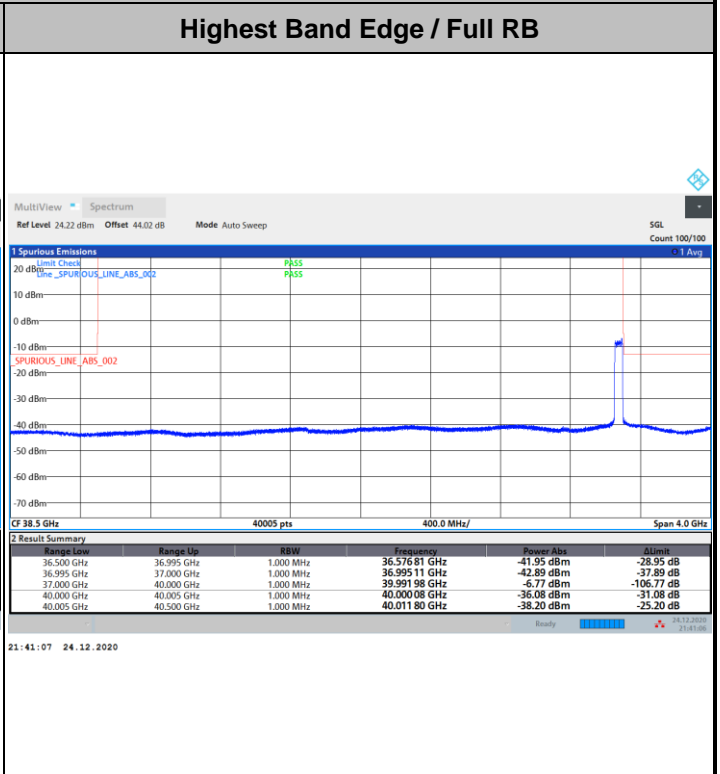 Highest Band Edge / Full RB
MultiView Spectrum
Ref Level 24.22 dBm Offset 44.02 dB Mode Auto Sweep SGL
Count 100/100
1 Spurious Emissions 1 Avg
Limit Check PASS
20 dBm
Line _SPURIOUS_LINE_ABS_002 PASS
10 dBm
0 dBm
-10 dBm
_SPURIOUS_LINE_ABS_002
-20 dBm
-30 dBm
-40 dBm
-50 dBm
-60 dBm
-70 dBm
CF 38.5 GHz 40005 pts 400.0 MHz/ Span 4.0 GHz
2 Result Summary
Range Low Range Up RBW Frequency Power Abs ΔLimit
36.500 GHz 36.995 GHz 1.000 MHz 36.576 81 GHz -41.95 dBm -28.95 dB
36.995 GHz 37.000 GHz 1.000 MHz 36.995 11 GHz -42.89 dBm -37.89 dB
37.000 GHz 40.000 GHz 1.000 MHz 39.991 98 GHz -6.77 dBm -106.77 dB
40.000 GHz 40.005 GHz 1.000 MHz 40.000 08 GHz -36.08 dBm -31.08 dB
40.005 GHz 40.500 GHz 1.000 MHz 40.011 80 GHz -38.20 dBm -25.20 dB
Ready 24.12.2020
21:41:06
21:41:07 24.12.2020